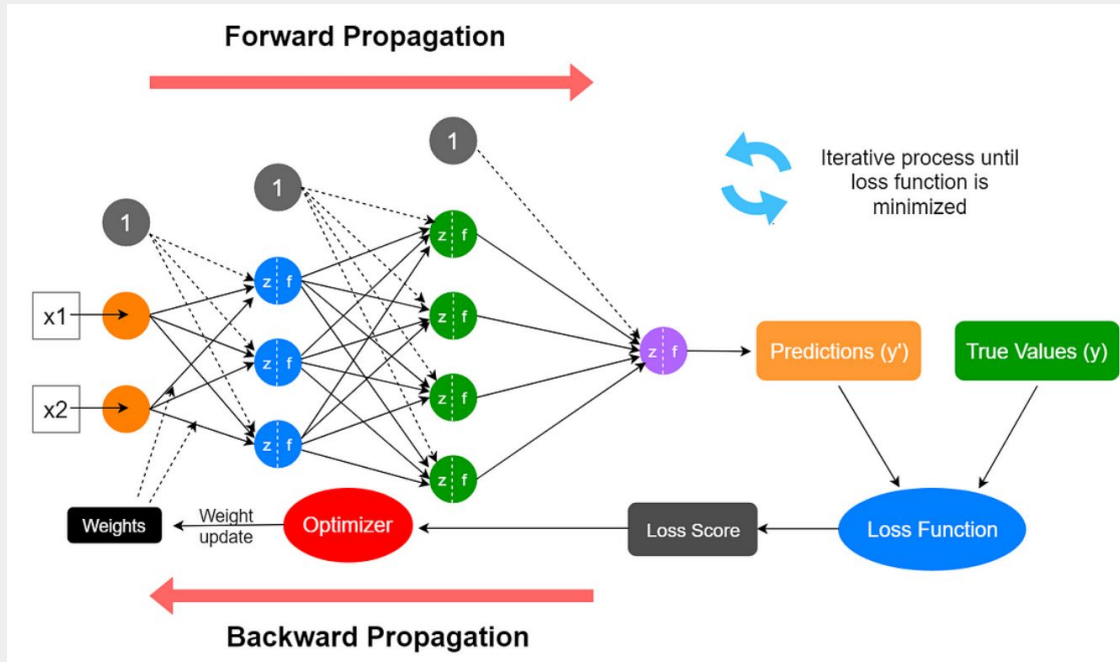 Forward Propagation
1
1
1
Iterative process until
loss function is
minimized
z f
z f
z f
z f
z f
z f
z f
z f
x1
x2
Predictions (y')
True Values (y)
Weights
Weight
update
Optimizer
Loss Score
Loss Function
Backward Propagation